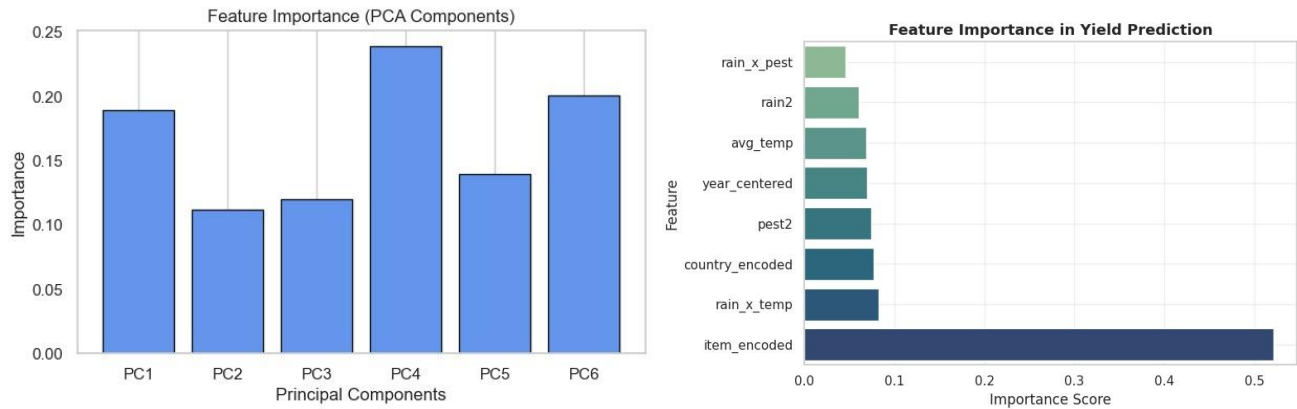 Feature Importance (PCA Components)
0.25
0.20
0.15
0.10
0.05
0.00
Importance
PC1 PC2 PC3 PC4 PC5 PC6
Principal Components
Feature Importance in Yield Prediction
rain_x_pest
rain2
avg_temp
year_centered
pest2
country_encoded
rain_x_temp
item_encoded
Feature
0.0 0.1 0.2 0.3 0.4 0.5
Importance Score